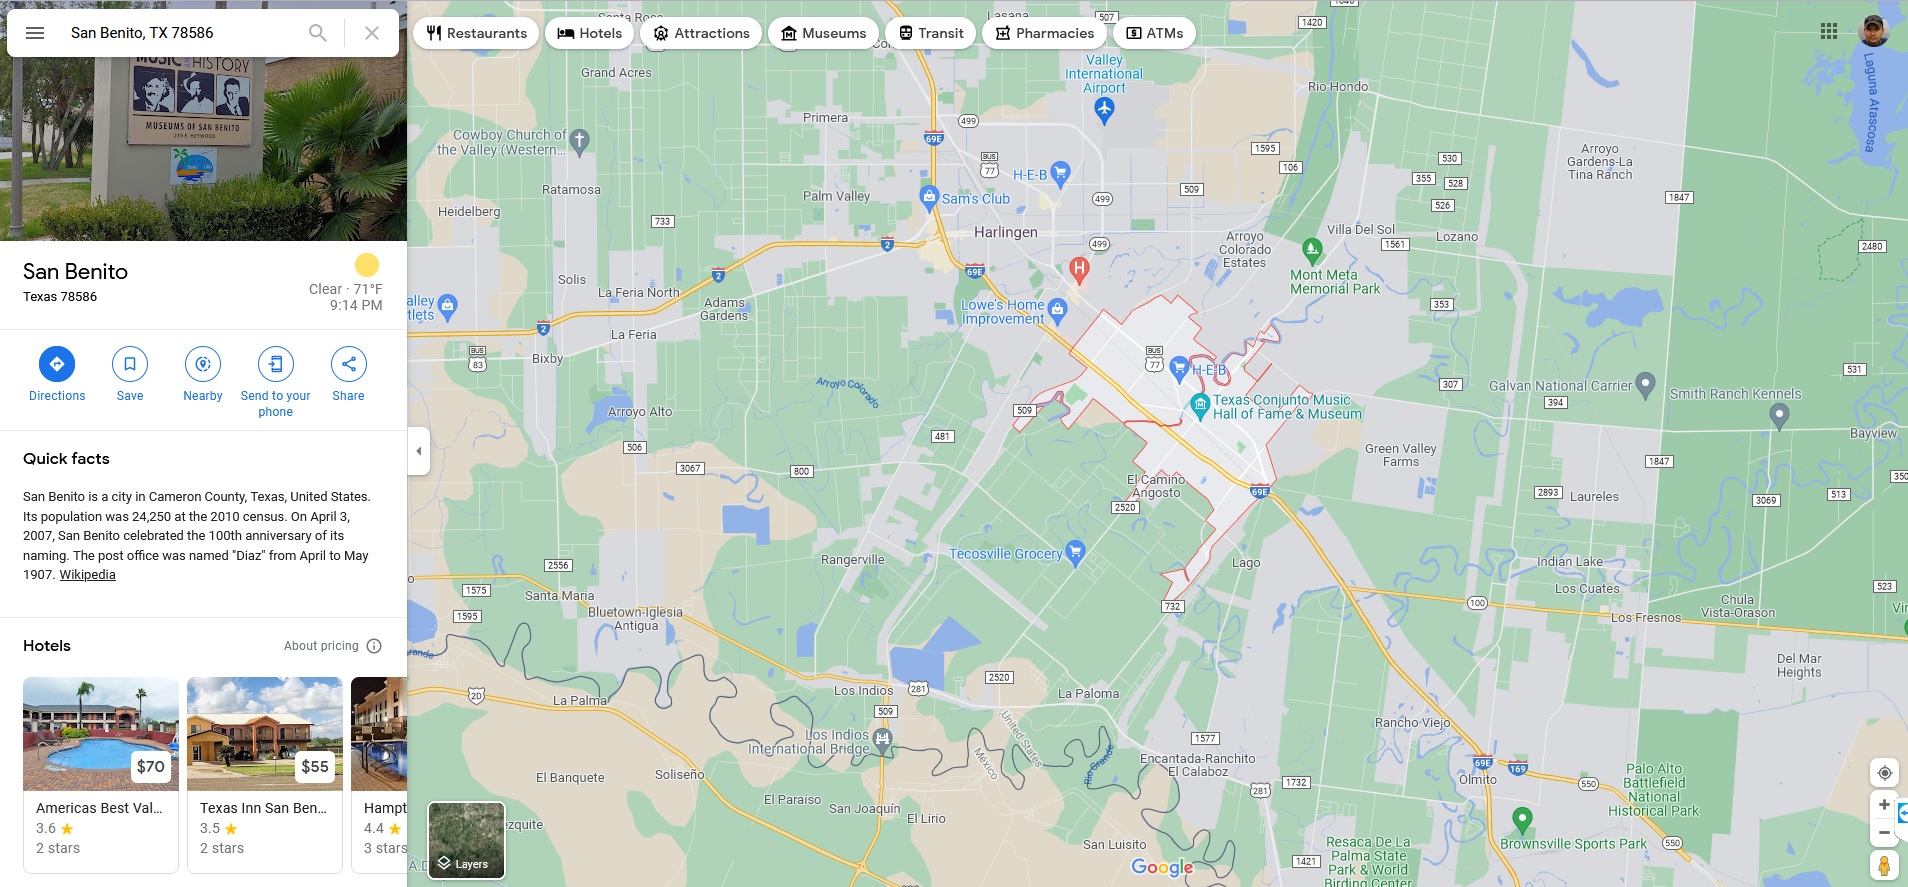 San Benito, TX 78586
MUSIC HISTORY
MUSEUMS OF SAN BENITO
210 E. HEYWOOD
San Benito
Texas 78586
Clear · 71°F
9:14 PM
Directions
Save
Nearby
Send to your
phone
Share
Quick facts
San Benito is a city in Cameron County, Texas, United States.
Its population was 24,250 at the 2010 census. On April 3,
2007, San Benito celebrated the 100th anniversary of its
naming. The post office was named "Diaz" from April to May
1907. Wikipedia
Hotels
About pricing
$70
$55
Americas Best Val...
3.6
2 stars
Texas Inn San Ben...
3.5
2 stars
Hampt
4.4
3 stars
Restaurants
Hotels
Attractions
Museums
Transit
Pharmacies
ATMs
Santa Rosa
Lasana
507
1420
Grand Acres
Valley
International
Airport
Rio Hondo
Laguna Atascosa
Primera
499
69E
Cowboy Church of
the Valley (Western...
BUS
77
H-E-B
1595
106
Arroyo
Gardens-La
Tina Ranch
530
355
528
526
1847
Ratamosa
Palm Valley
Sam's Club
499
509
Heidelberg
733
Harlingen
499
2
Arroyo
Colorado
Estates
Villa Del Sol
1561
Lozano
2480
Solis
2
69E
Mont Meta
Memorial Park
La Feria North
Adams
Gardens
Lowe's Home
Improvement
353
alley
tlets
2
La Feria
BUS
83
Bixby
BUS
77
H-E-B
531
307
Galvan National Carrier
394
Smith Ranch Kennels
Arroyo Colorado
Arroyo Alto
509
Texas Conjunto Music
Hall of Fame & Museum
481
506
Bayview
Green Valley
Farms
3067
800
1847
El Camino
Angosto
69E
2520
2893
Laureles
3069
513
350
Rangerville
Tecosville Grocery
2556
Lago
Indian Lake
1575
Santa Maria
Los Cuates
523
1595
Bluetown-Iglesia
Antigua
732
100
Chula
Vista-Orason
Los Fresnos
Grande
Del Mar
Heights
2520
281
Los Indios
La Paloma
La Palma
509
Rancho Viejo
Los Indios
International Bridge
United States
México
Rio Grande
1577
Encantada-Ranchito
El Calaboz
69E
169
Olmito
El Banquete
Soliseño
1732
281
550
Palo Alto
Battlefield
National
Historical Park
El Paraíso
San Joaquín
El Lirio
ezquite
Brownsville Sports Park
550
San Luisito
1421
Resaca De La
Palma State
Park & World
Birding Center
Layers
Google